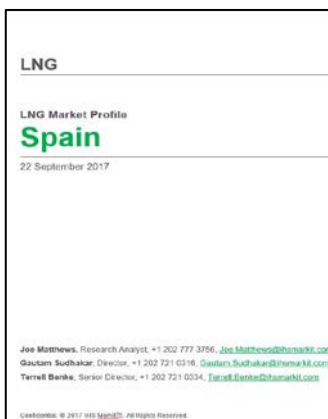 LNG
LNG Market Profile
Spain
22 September 2017
Joe Matthews, Research Analyst, +1 202 777 3756, Joe.Matthews@ihsmarkit.com
Gautam Sudhakar, Director, +1 202 721 0316, Gautam.Sudhakar@ihsmarkit.com
Terrell Benke, Senior Director, +1 202 721 0334, Terrell.Benke@ihsmarkit.com
Confidential. © 2017 IHS Markit®. All Rights Reserved.